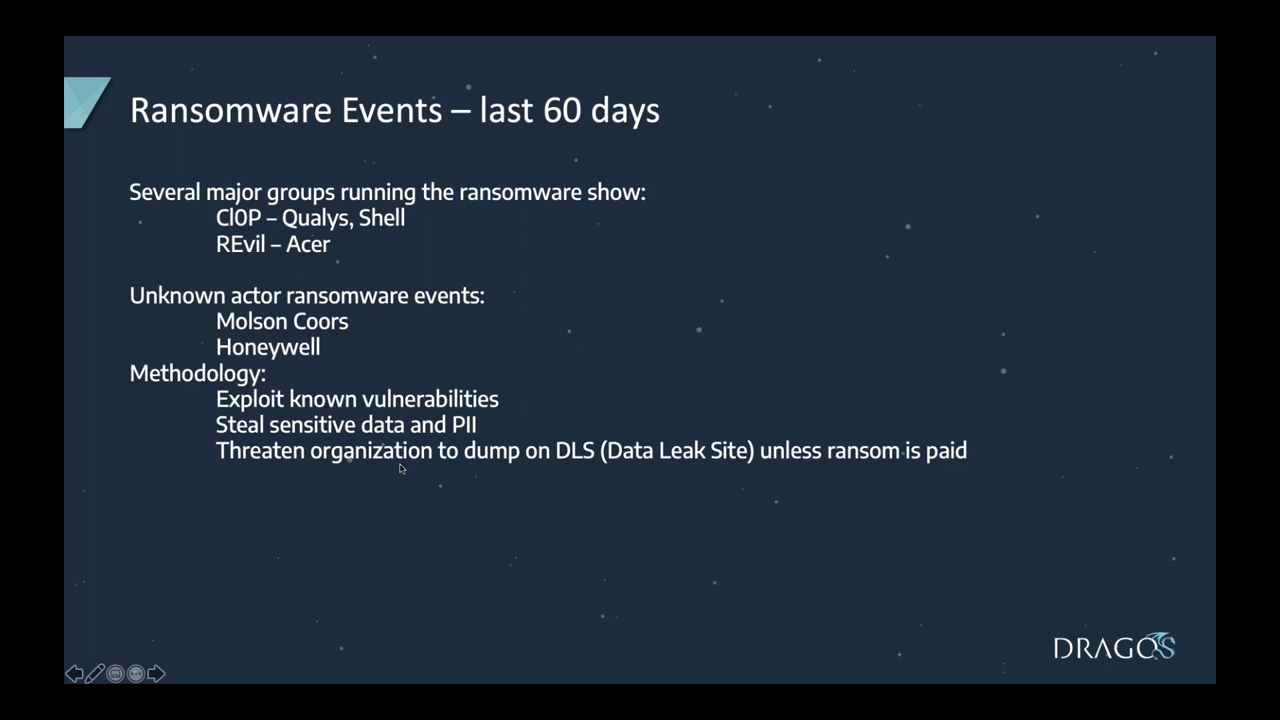 Ransomware Events – last 60 days
Several major groups running the ransomware show:
Cl0P – Qualys, Shell
REvil – Acer
Unknown actor ransomware events:
Molson Coors
Honeywell
Methodology:
Exploit known vulnerabilities
Steal sensitive data and PII
Threaten organization to dump on DLS (Data Leak Site) unless ransom is paid
DRAGOS